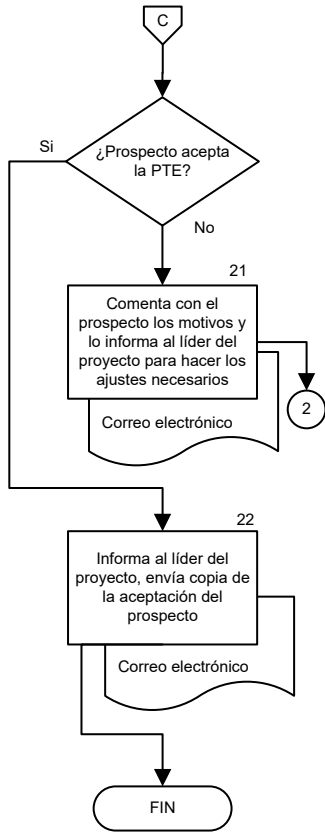 C
¿Prospecto acepta
la PTE?
Si
No
21
Comenta con el
prospecto los motivos y
lo informa al líder del
proyecto para hacer los
ajustes necesarios
2
Correo electrónico
22
Informa al líder del
proyecto, envía copia de
la aceptación del
prospecto
Correo electrónico
FIN